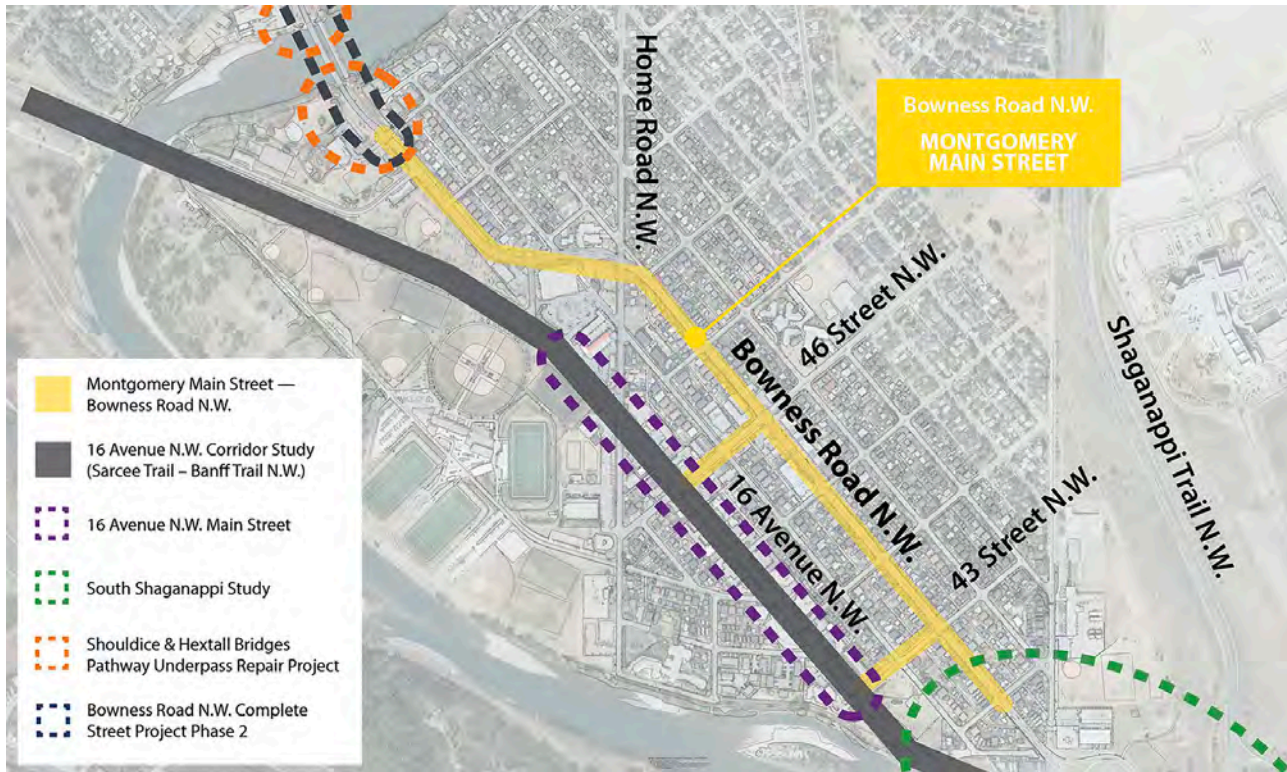 Home Road N.W.
Bowness Road N.W.
MONTGOMERY
MAIN STREET
46 Street N.W.
Shaganappi Trail N.W.
Bowness Road N.W.
16 Avenue N.W.
43 Street N.W.
Montgomery Main Street —
Bowness Road N.W.
16 Avenue N.W. Corridor Study
(Sarcee Trail – Banff Trail N.W.)
16 Avenue N.W. Main Street
South Shaganappi Study
Shouldice & Hextall Bridges
Pathway Underpass Repair Project
Bowness Road N.W. Complete
Street Project Phase 2